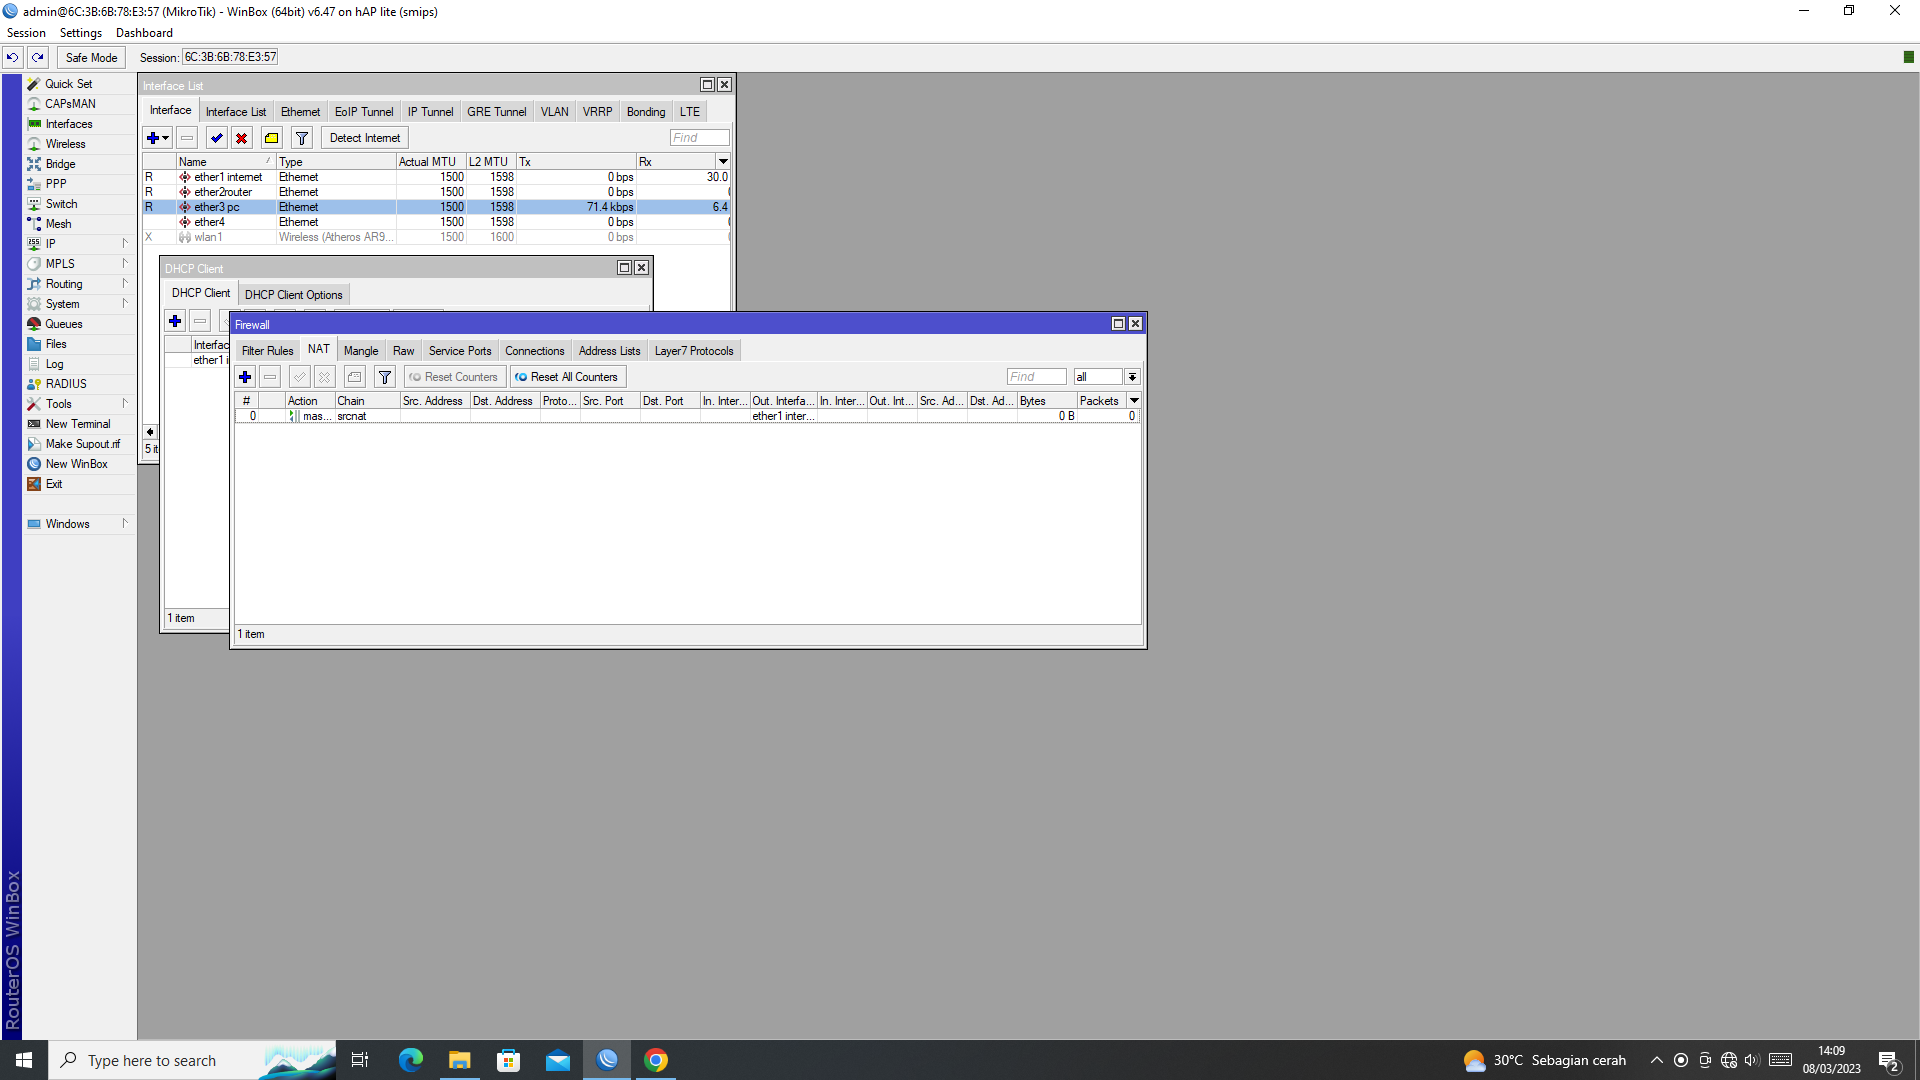 admin@6C:3B:6B:78:E3:57 (MikroTik) - WinBox (64bit) v6.47 on hAP lite (smips)
Session Settings Dashboard
Safe Mode Session: 6C:3B:6B:78:E3:57
Quick Set
CAPsMAN
Interfaces
Wireless
Bridge
PPP
Switch
Mesh
IP
MPLS
Routing
System
Queues
Files
Log
RADIUS
Tools
New Terminal
Make Supout.rif
New WinBox
Exit
Windows
RouterOS WinBox
Interface List
Interface Interface List Ethernet EoIP Tunnel IP Tunnel GRE Tunnel VLAN VRRP Bonding LTE
Detect Internet Find
Name Type Actual MTU L2 MTU Tx Rx
R ether1 internet Ethernet 1500 1598 0 bps 30.0
R ether2router Ethernet 1500 1598 0 bps
R ether3 pc Ethernet 1500 1598 71.4 kbps 6.4
ether4 Ethernet 1500 1598 0 bps
X wlan1 Wireless (Atheros AR9... 1500 1600 0 bps
5 it
DHCP Client
DHCP Client DHCP Client Options
Interfac
ether1 i
1 item
Firewall
Filter Rules NAT Mangle Raw Service Ports Connections Address Lists Layer7 Protocols
Reset Counters Reset All Counters Find all
# Action Chain Src. Address Dst. Address Proto... Src. Port Dst. Port In. Inter... Out. Interfa... In. Inter... Out. Int... Src. Ad... Dst. Ad... Bytes Packets
0 mas... srcnat ether1 inter... 0 B 0
1 item
Type here to search
30°C Sebagian cerah
14:09
08/03/2023
2